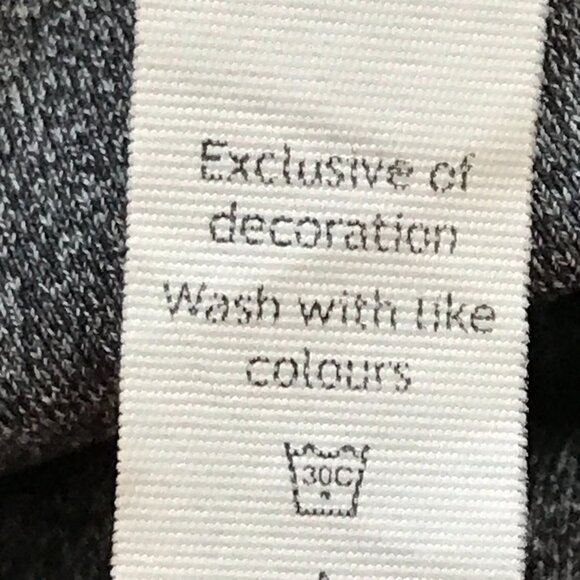 Exclusive of
decoration
Wash with like
colours
30C